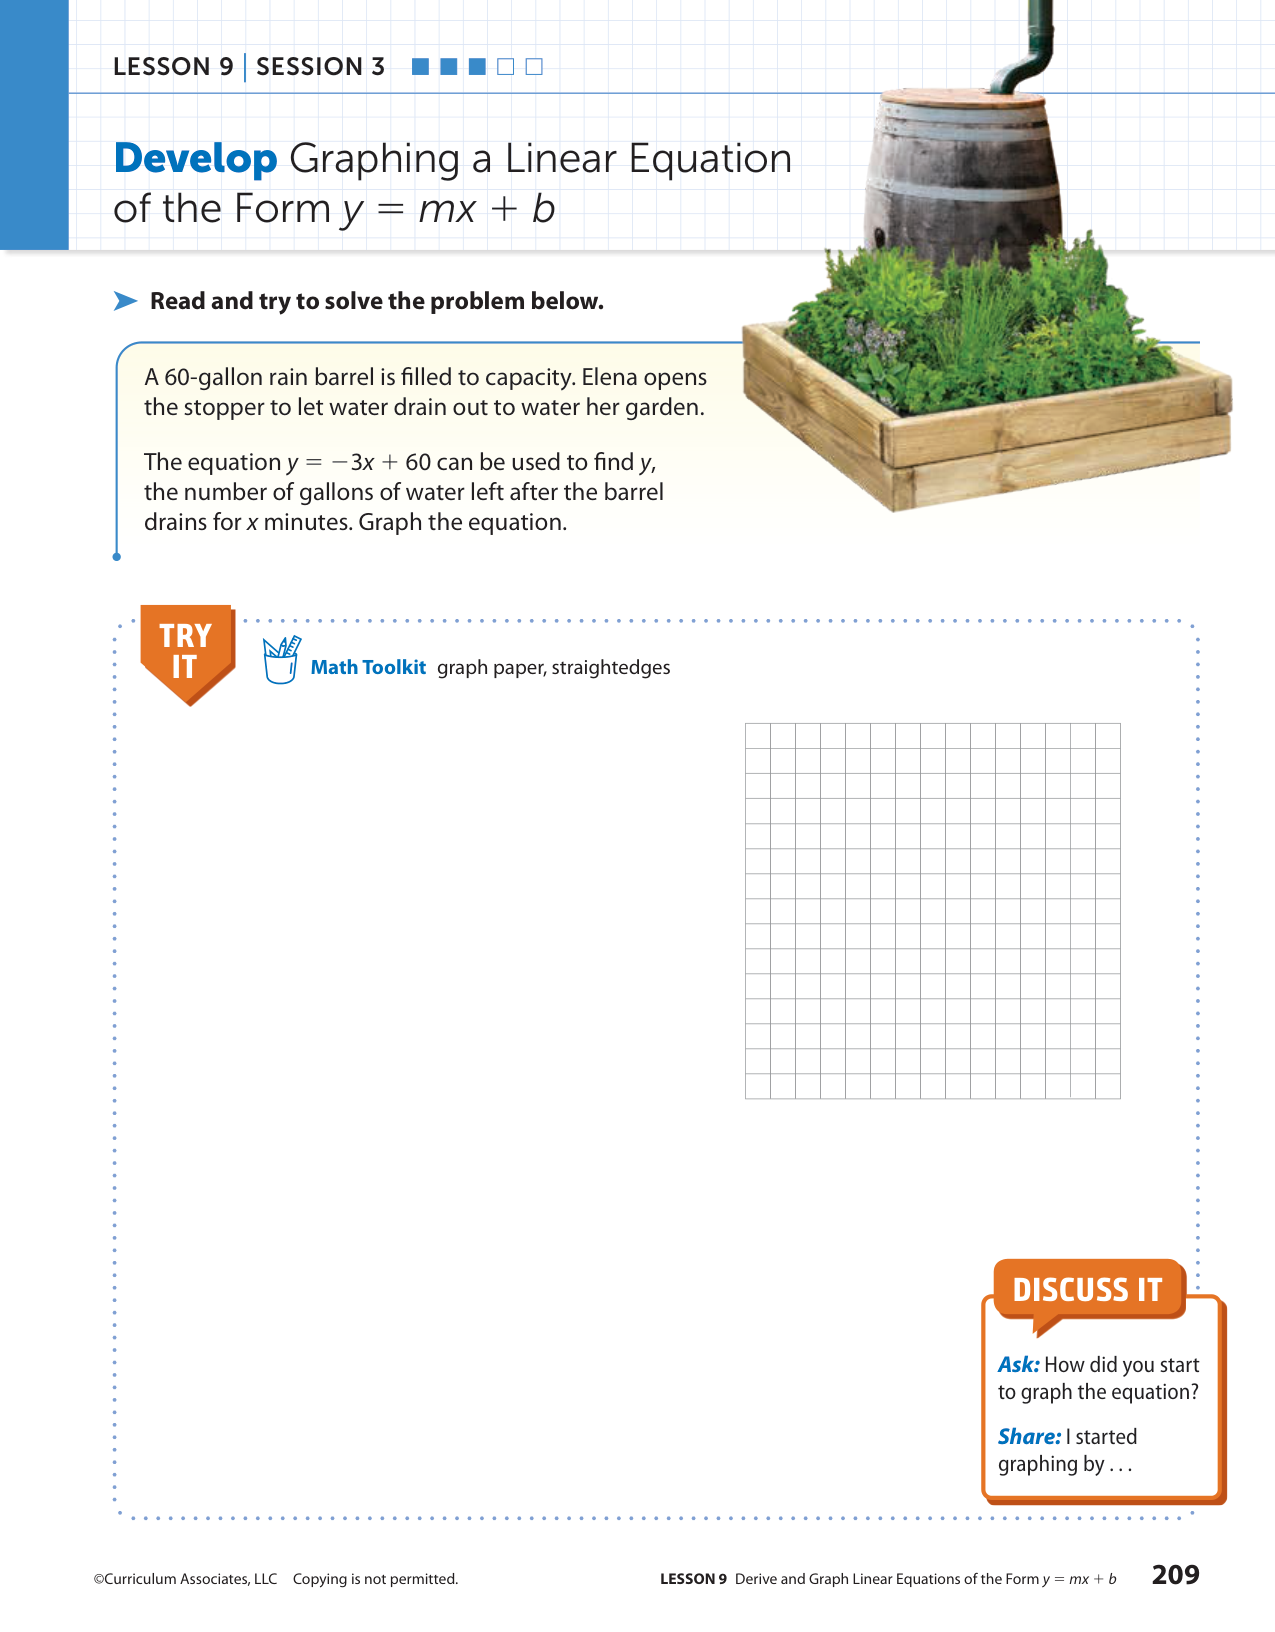 LESSON 9 | SESSION 3
Develop Graphing a Linear Equation
of the Form y = mx + b
Read and try to solve the problem below.
A 60-gallon rain barrel is filled to capacity. Elena opens
the stopper to let water drain out to water her garden.
The equation y = −3x + 60 can be used to find y,
the number of gallons of water left after the barrel
drains for x minutes. Graph the equation.
TRY
IT
Math Toolkit graph paper, straightedges
DISCUSS IT
Ask: How did you start
to graph the equation?
Share: I started
graphing by . . .
©Curriculum Associates, LLC Copying is not permitted.
LESSON 9 Derive and Graph Linear Equations of the Form y = mx + b 209